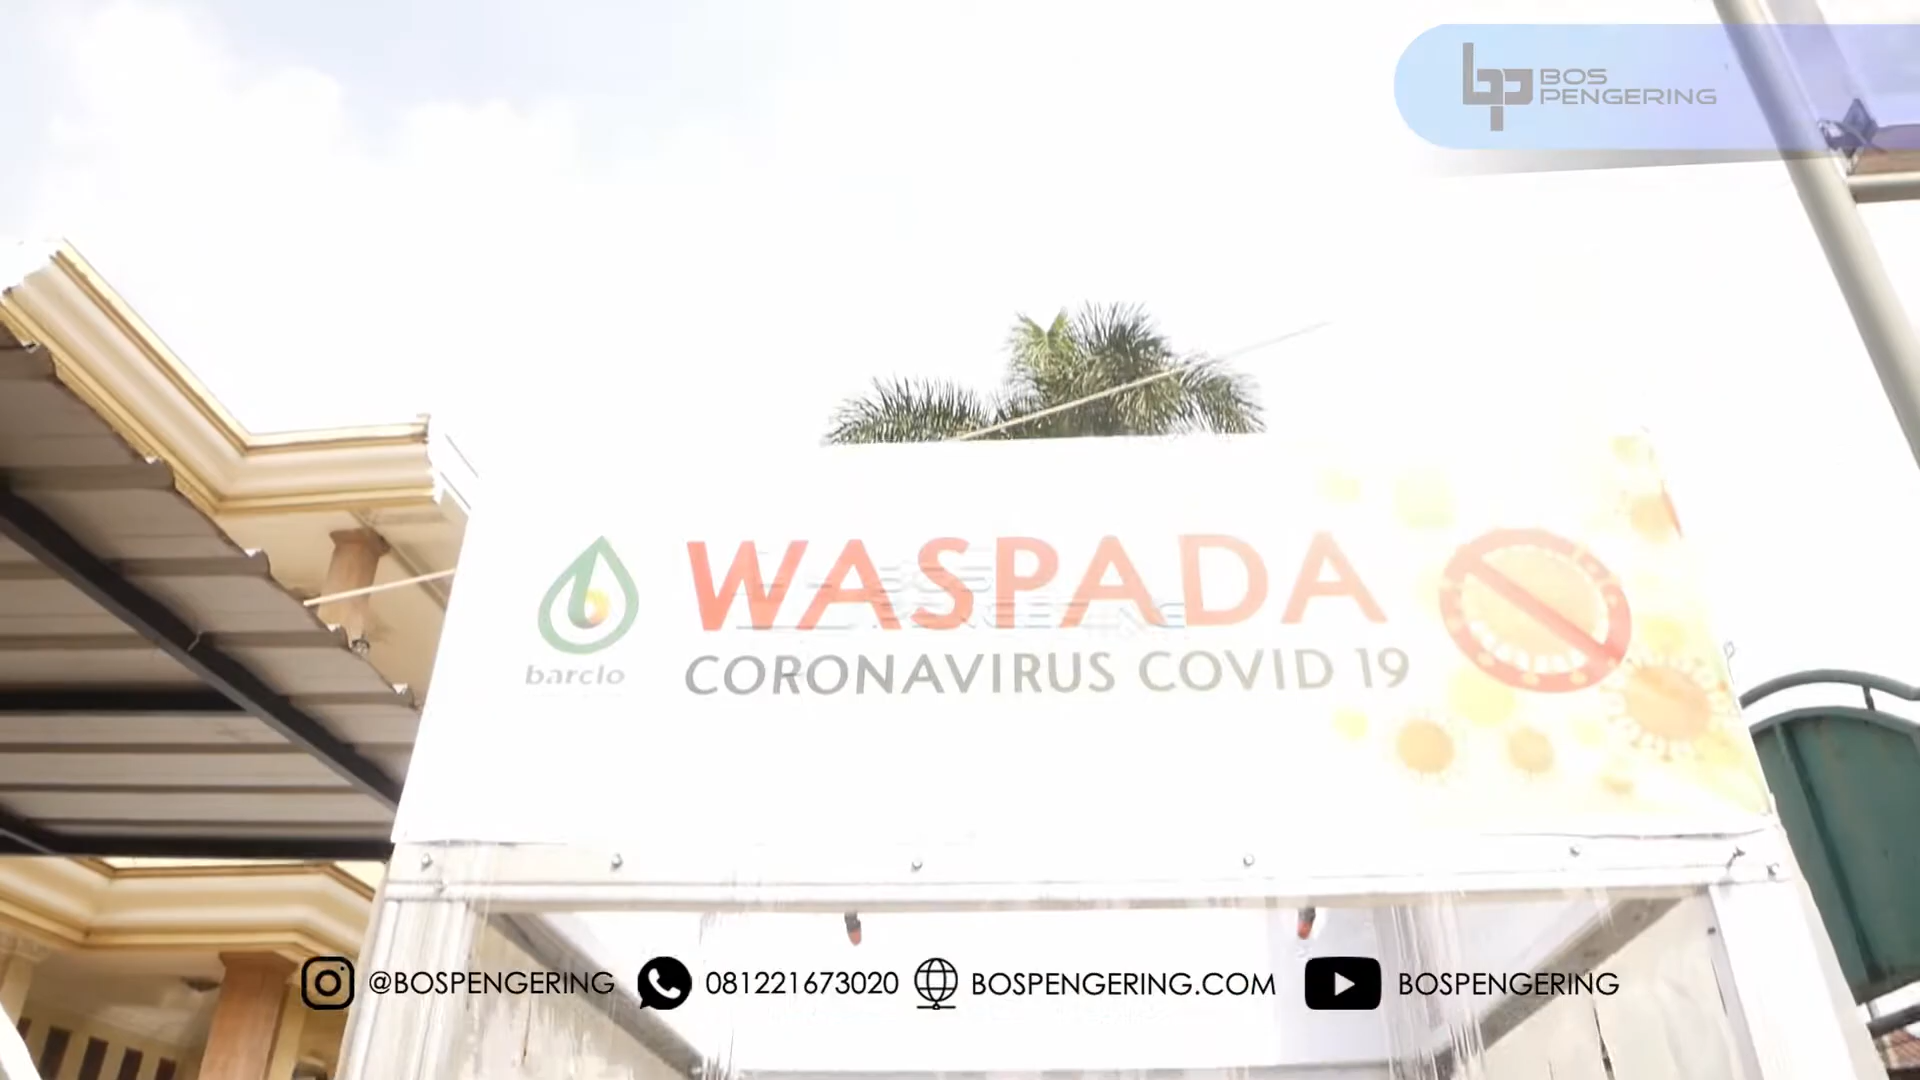 BOS
PENGERING
WASPADA
barclo
CORONAVIRUS COVID 19
@BOSPENGERING 081221673020 BOSPENGERING.COM BOSPENGERING